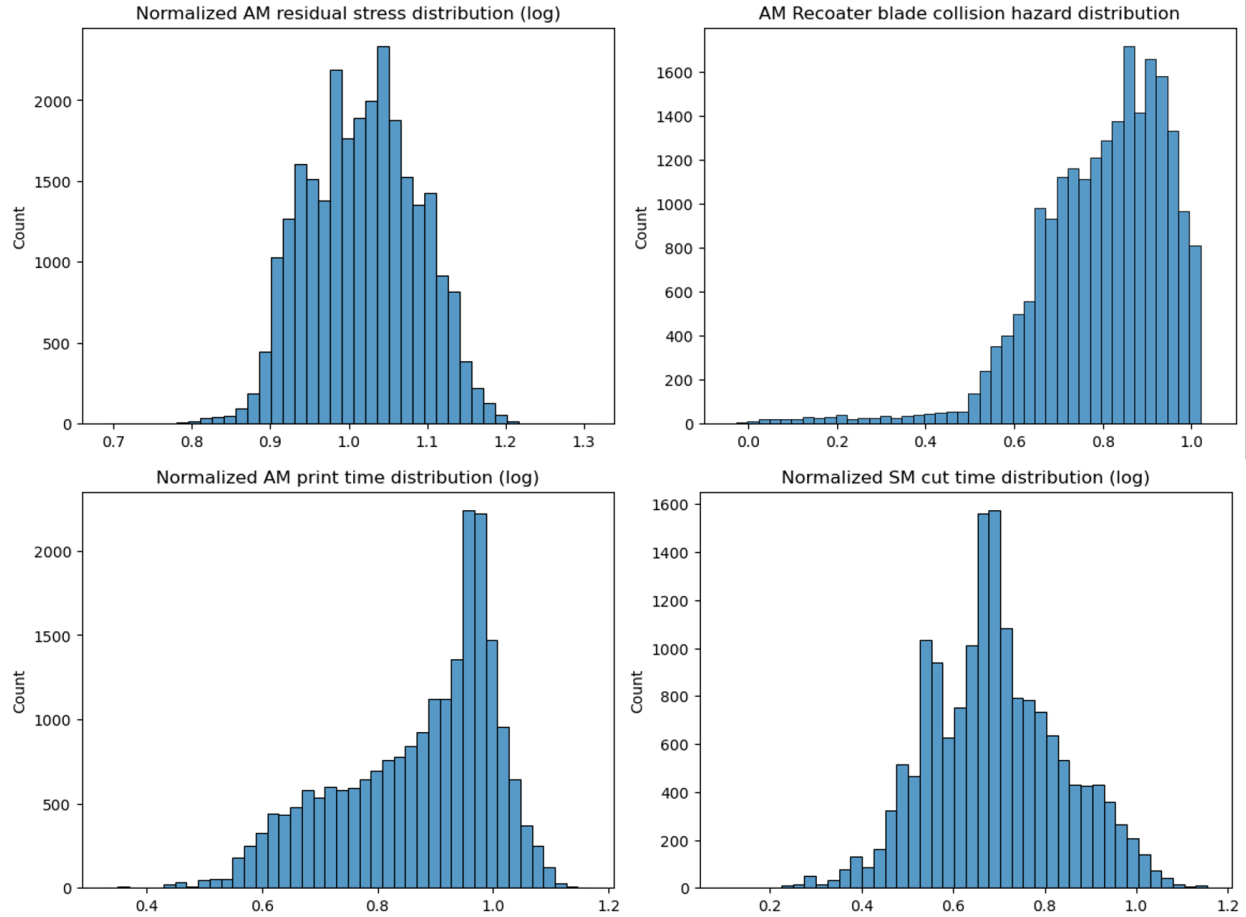 Normalized AM residual stress distribution (log)
Count
2000
1500
1000
500
0
0.7 0.8 0.9 1.0 1.1 1.2 1.3
AM Recoater blade collision hazard distribution
Count
1600
1400
1200
1000
800
600
400
200
0
0.0 0.2 0.4 0.6 0.8 1.0
Normalized AM print time distribution (log)
Count
2000
1500
1000
500
0
0.4 0.6 0.8 1.0 1.2
Normalized SM cut time distribution (log)
Count
1600
1400
1200
1000
800
600
400
200
0
0.2 0.4 0.6 0.8 1.0 1.2